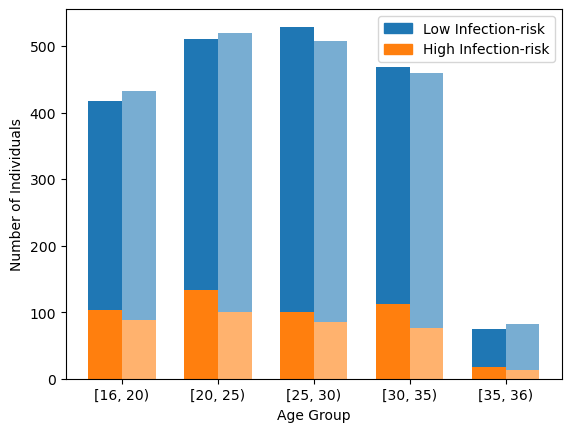 Low Infection-risk
High Infection-risk
Number of Individuals
500
400
300
200
100
0
[16, 20)
[20, 25)
[25, 30)
[30, 35)
[35, 36)
Age Group